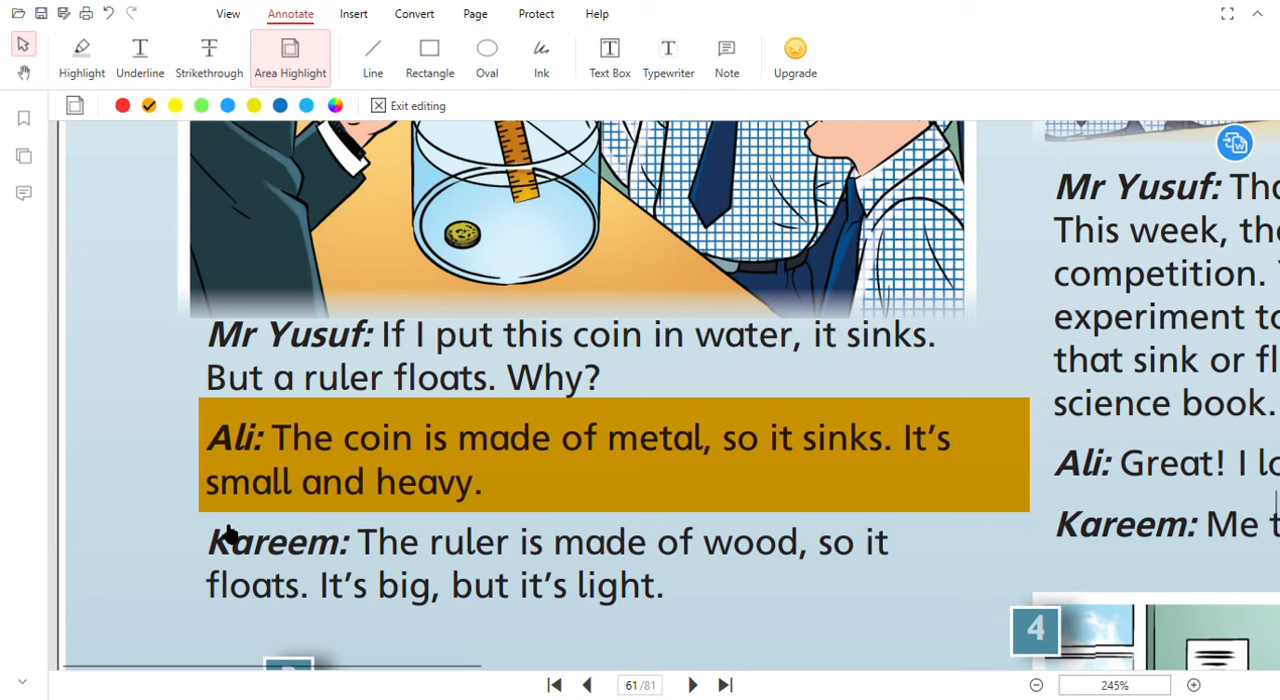 View Annotate Insert Convert Page Protect Help
Highlight Underline Strikethrough Area Highlight Line Rectangle Oval Ink Text Box Typewriter Note Upgrade
Exit editing
Mr Yusuf: If I put this coin in water, it sinks.
But a ruler floats. Why?
Ali: The coin is made of metal, so it sinks. It's
small and heavy.
Kareem: The ruler is made of wood, so it
floats. It's big, but it's light.
Mr Yusuf:
This week,
competition.
experiment
that sink or
science book.
Ali: Great! I
Kareem: Me
4
61/81
245%